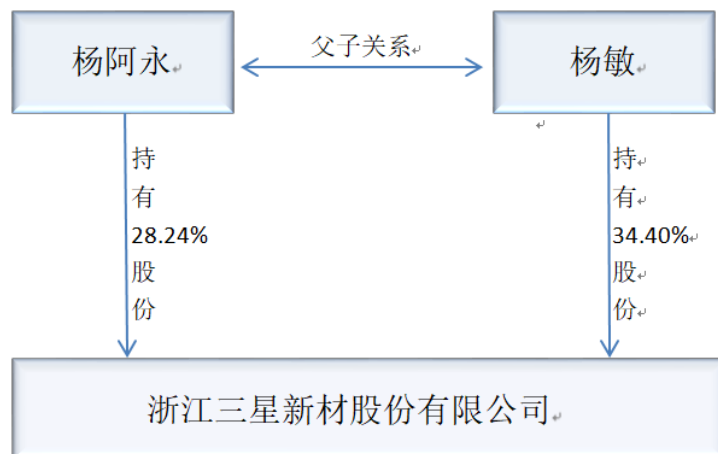 杨阿永
父子关系
杨敏
持
有
28.24%
股
份
持
有
34.40%
股
份
浙江三星新材股份有限公司